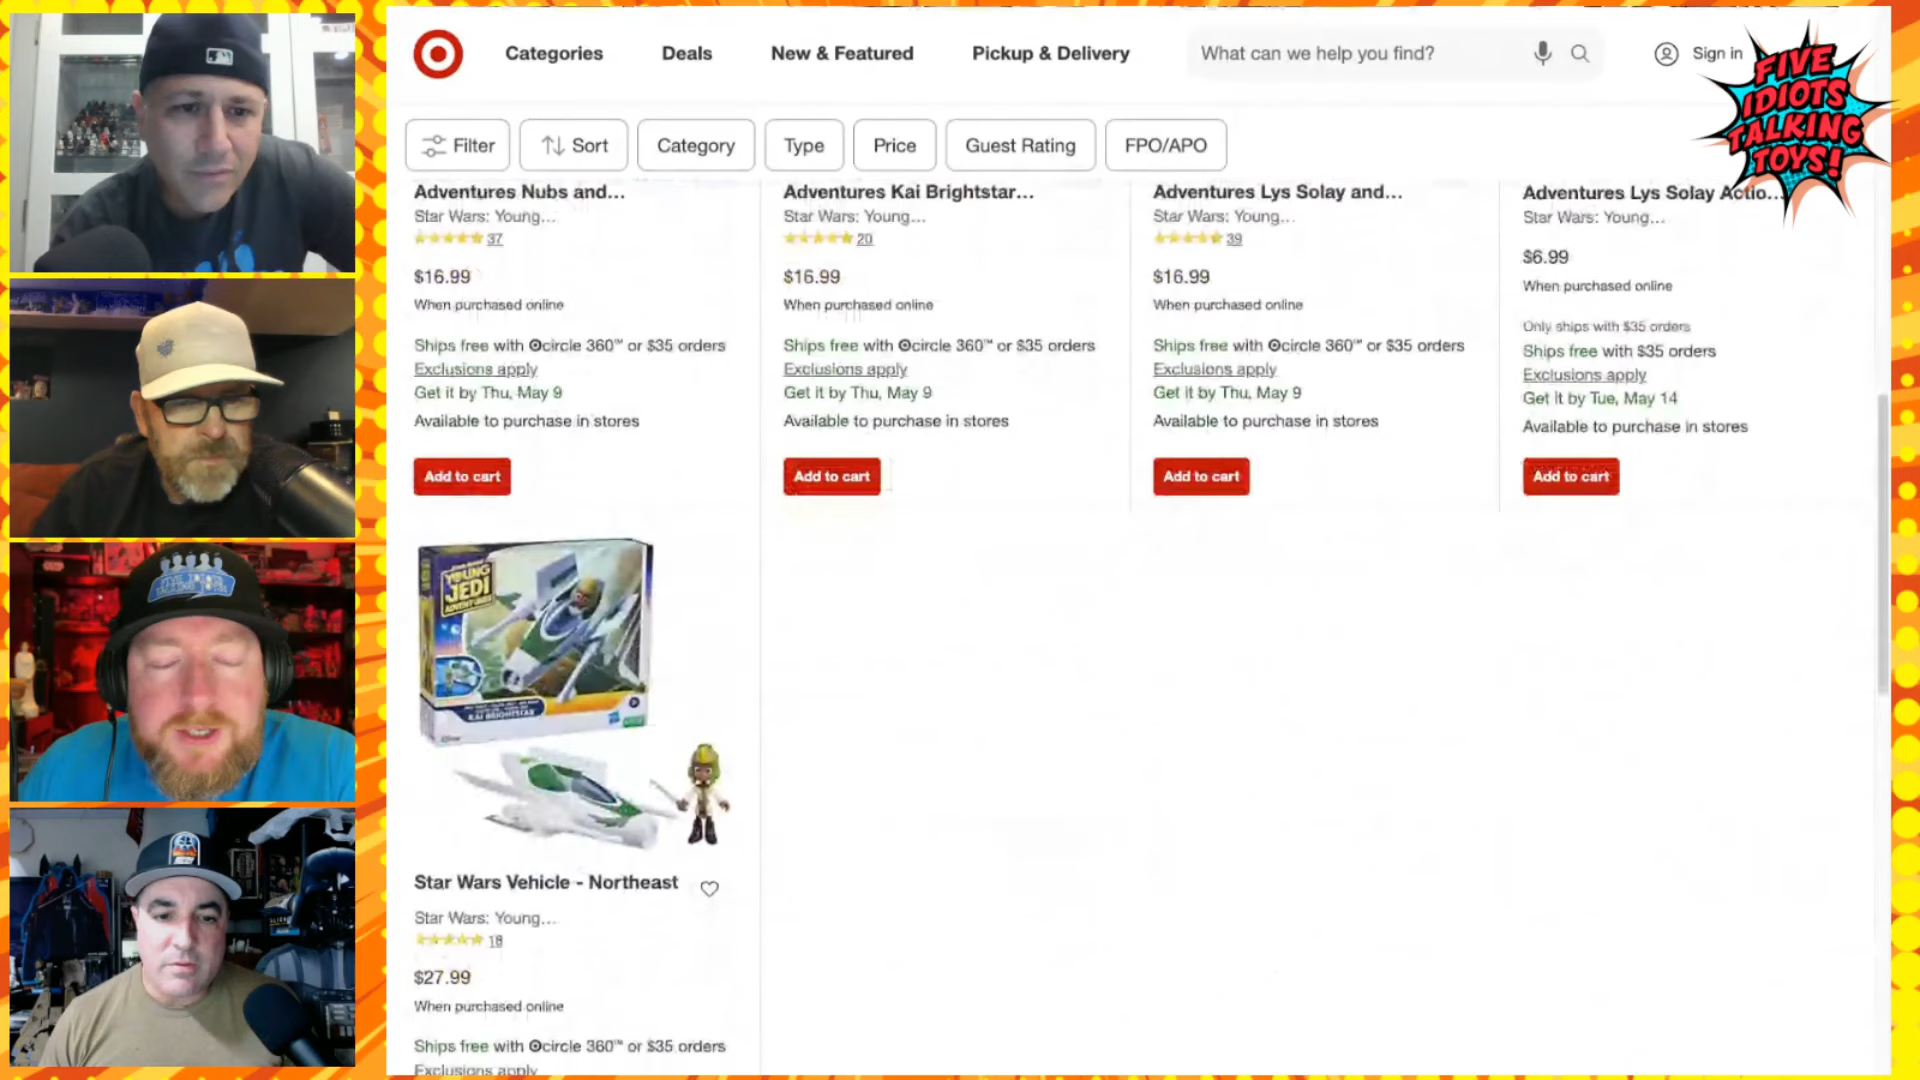 Categories
Deals
New & Featured
Pickup & Delivery
What can we help you find?
Sign in
FIVE
IDIOTS
TALKING
TOYS!
Filter
Sort
Category
Type
Price
Guest Rating
FPO/APO
Adventures Nubs and...
Star Wars: Young...
37
$16.99
When purchased online
Ships free with circle 360™ or $35 orders
Exclusions apply
Get it by Thu, May 9
Available to purchase in stores
Add to cart
Adventures Kai Brightstar...
Star Wars: Young...
20
$16.99
When purchased online
Ships free with circle 360™ or $35 orders
Exclusions apply
Get it by Thu, May 9
Available to purchase in stores
Add to cart
Adventures Lys Solay and...
Star Wars: Young...
39
$16.99
When purchased online
Ships free with circle 360™ or $35 orders
Exclusions apply
Get it by Thu, May 9
Available to purchase in stores
Add to cart
Adventures Lys Solay Actio...
Star Wars: Young...
$6.99
When purchased online
Only ships with $35 orders
Ships free with $35 orders
Exclusions apply
Get it by Tue, May 14
Available to purchase in stores
Add to cart
YOUNG
JEDI
ADVENTURES
KAI BRIGHTSTAR
Star Wars Vehicle - Northeast
Star Wars: Young...
18
$27.99
When purchased online
Ships free with circle 360™ or $35 orders
Exclusions apply
FIVE IDIOTS
TALKING TOYS